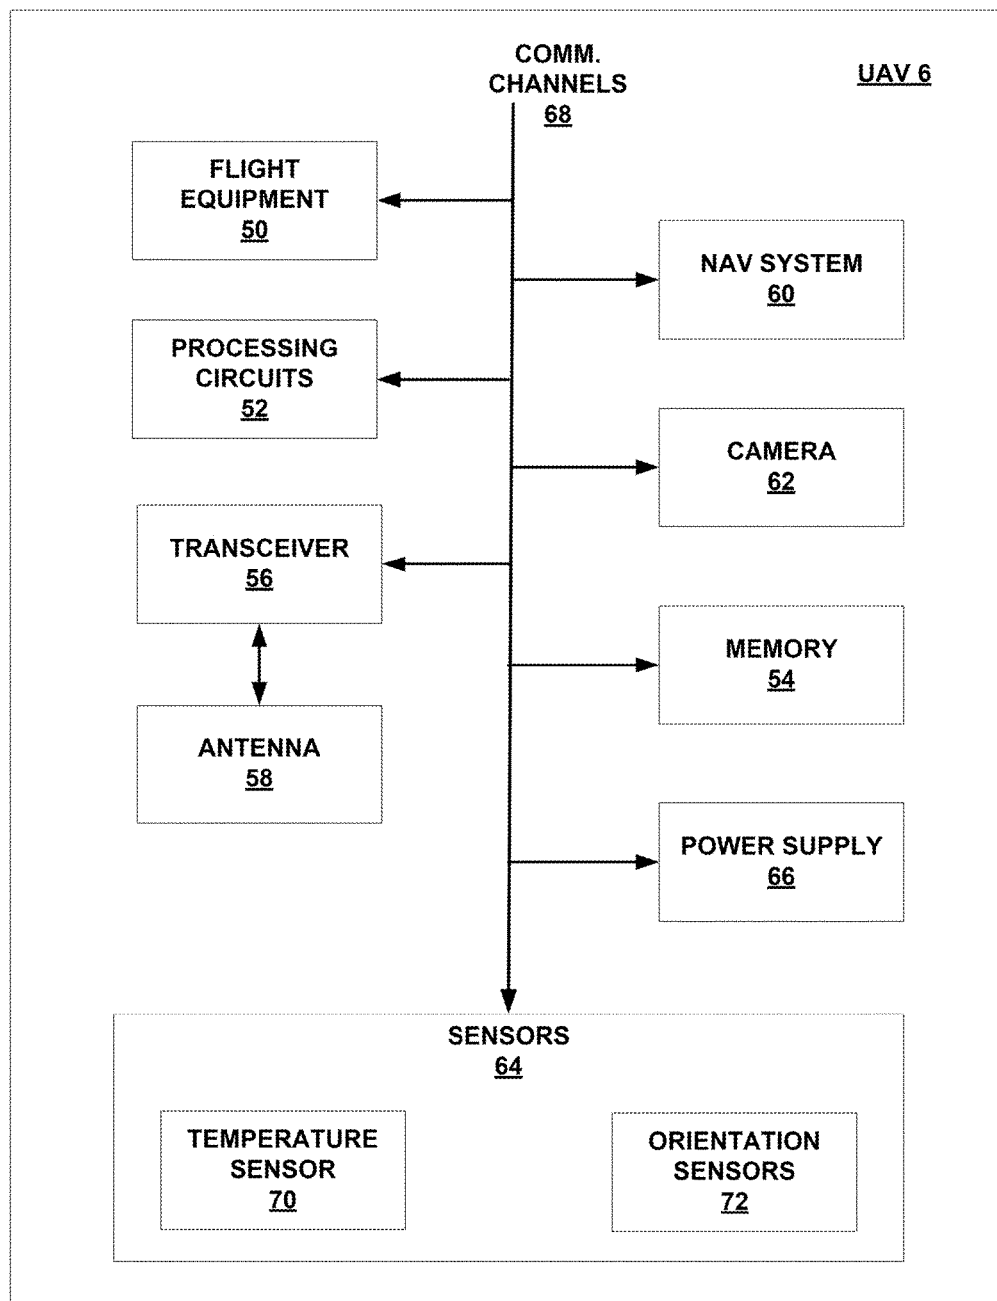 COMM.
CHANNELS
68
UAV 6
FLIGHT
EQUIPMENT
50
NAV SYSTEM
60
PROCESSING
CIRCUITS
52
CAMERA
62
TRANSCEIVER
56
MEMORY
54
ANTENNA
58
POWER SUPPLY
66
SENSORS
64
TEMPERATURE
SENSOR
70
ORIENTATION
SENSORS
72